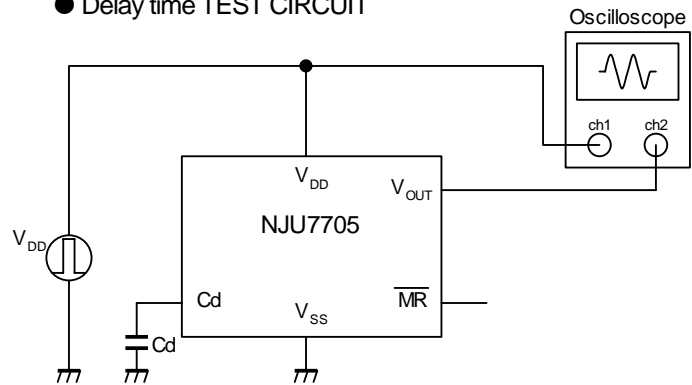 ● Delay time TEST CIRCUIT
Oscilloscope
ch1 ch2
VDD
VOUT
NJU7705
VDD
Cd
MR
VSS
Cd